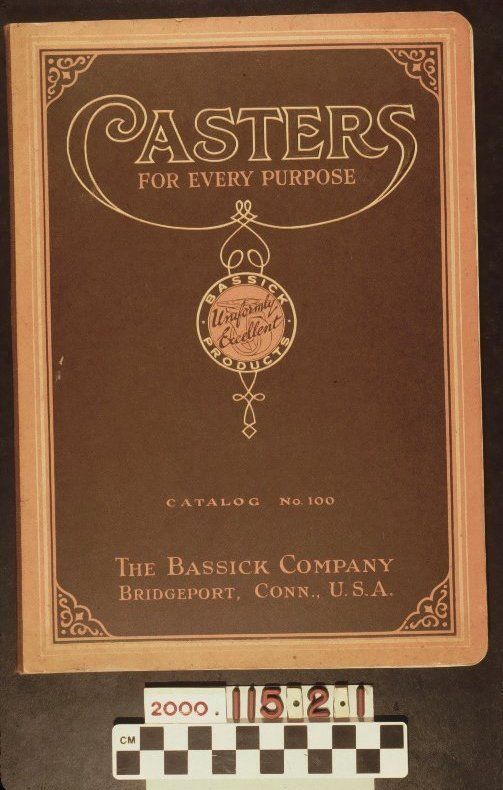 CASTERS
FOR EVERY PURPOSE
BASSICK
Uniformly
Excellent
PRODUCTS
CATALOG No. 100
THE BASSICK COMPANY
BRIDGEPORT, CONN., U.S.A.
2000.115.2.1
CM